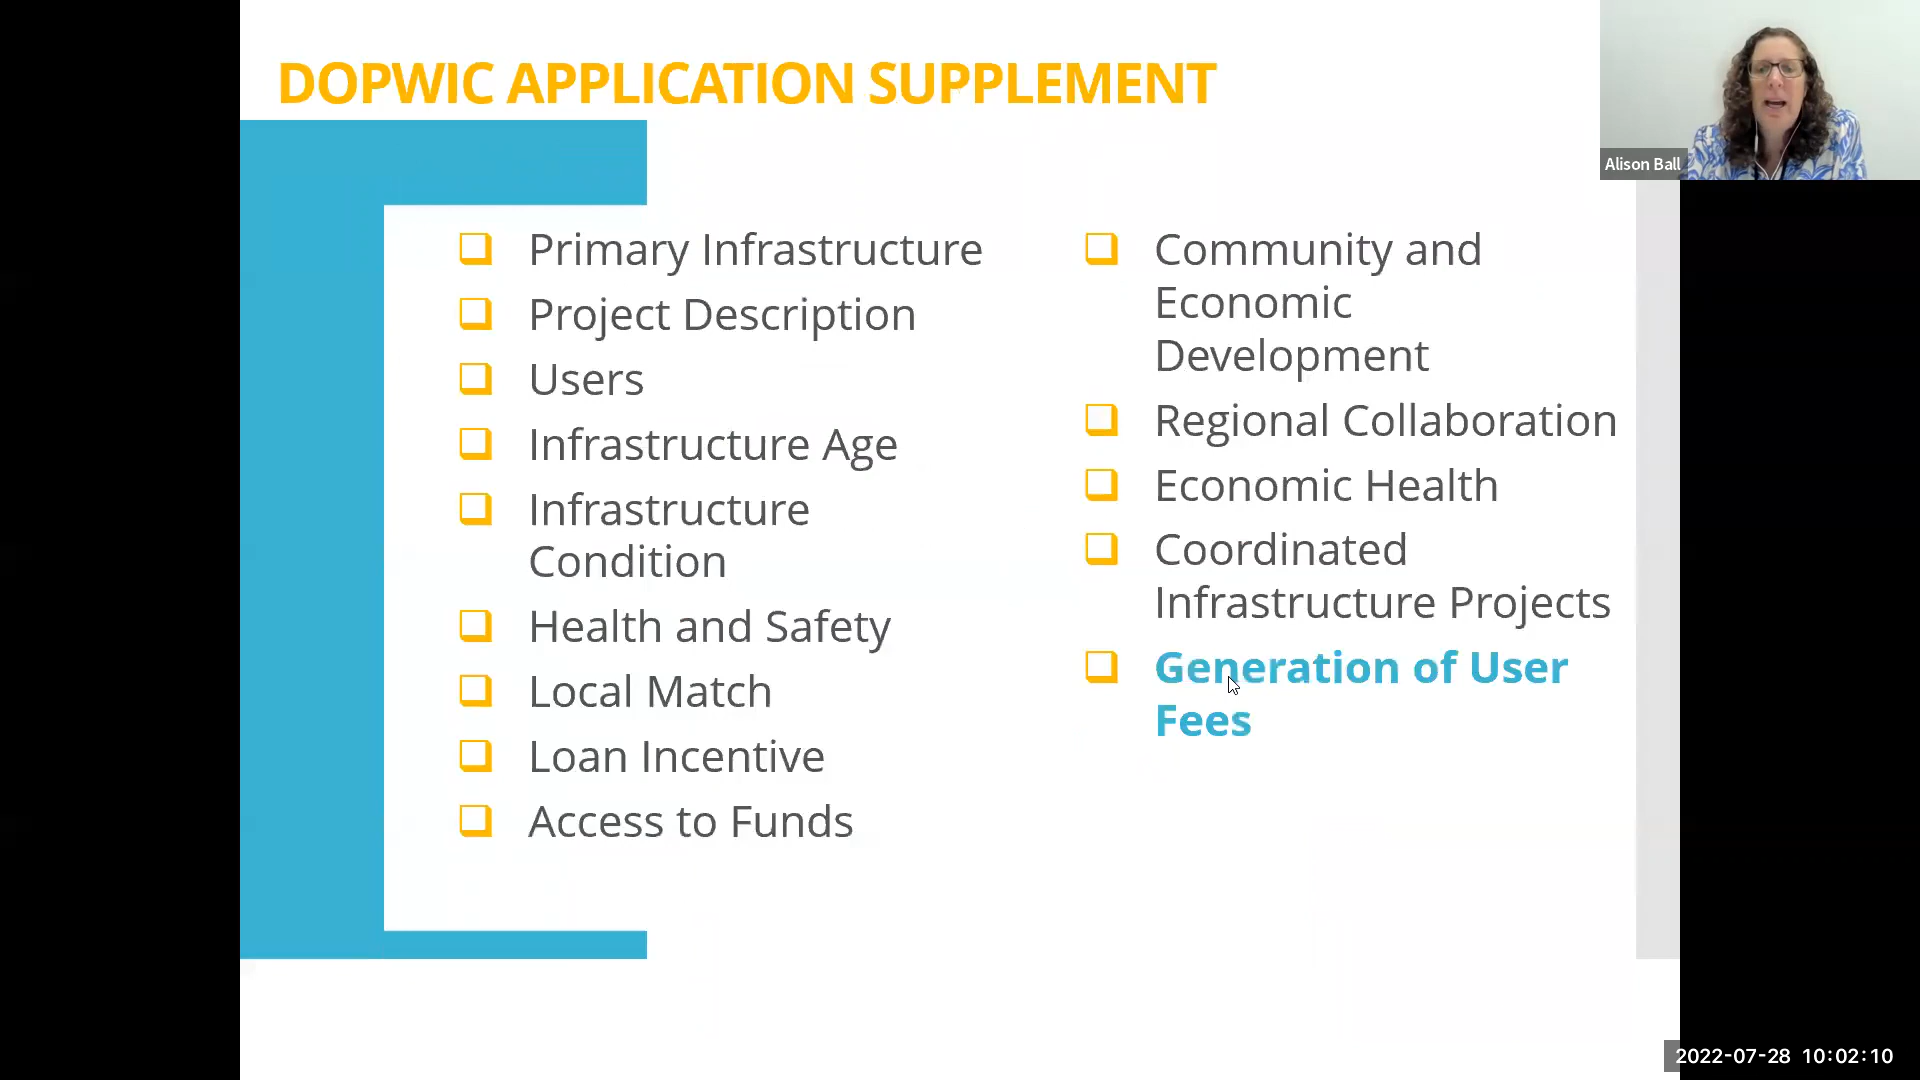 DOPWIC APPLICATION SUPPLEMENT
Alison Ball
Primary Infrastructure
Project Description
Users
Infrastructure Age
Infrastructure
Condition
Health and Safety
Local Match
Loan Incentive
Access to Funds
Community and
Economic
Development
Regional Collaboration
Economic Health
Coordinated
Infrastructure Projects
Generation of User
Fees
2022-07-28 10:02:10